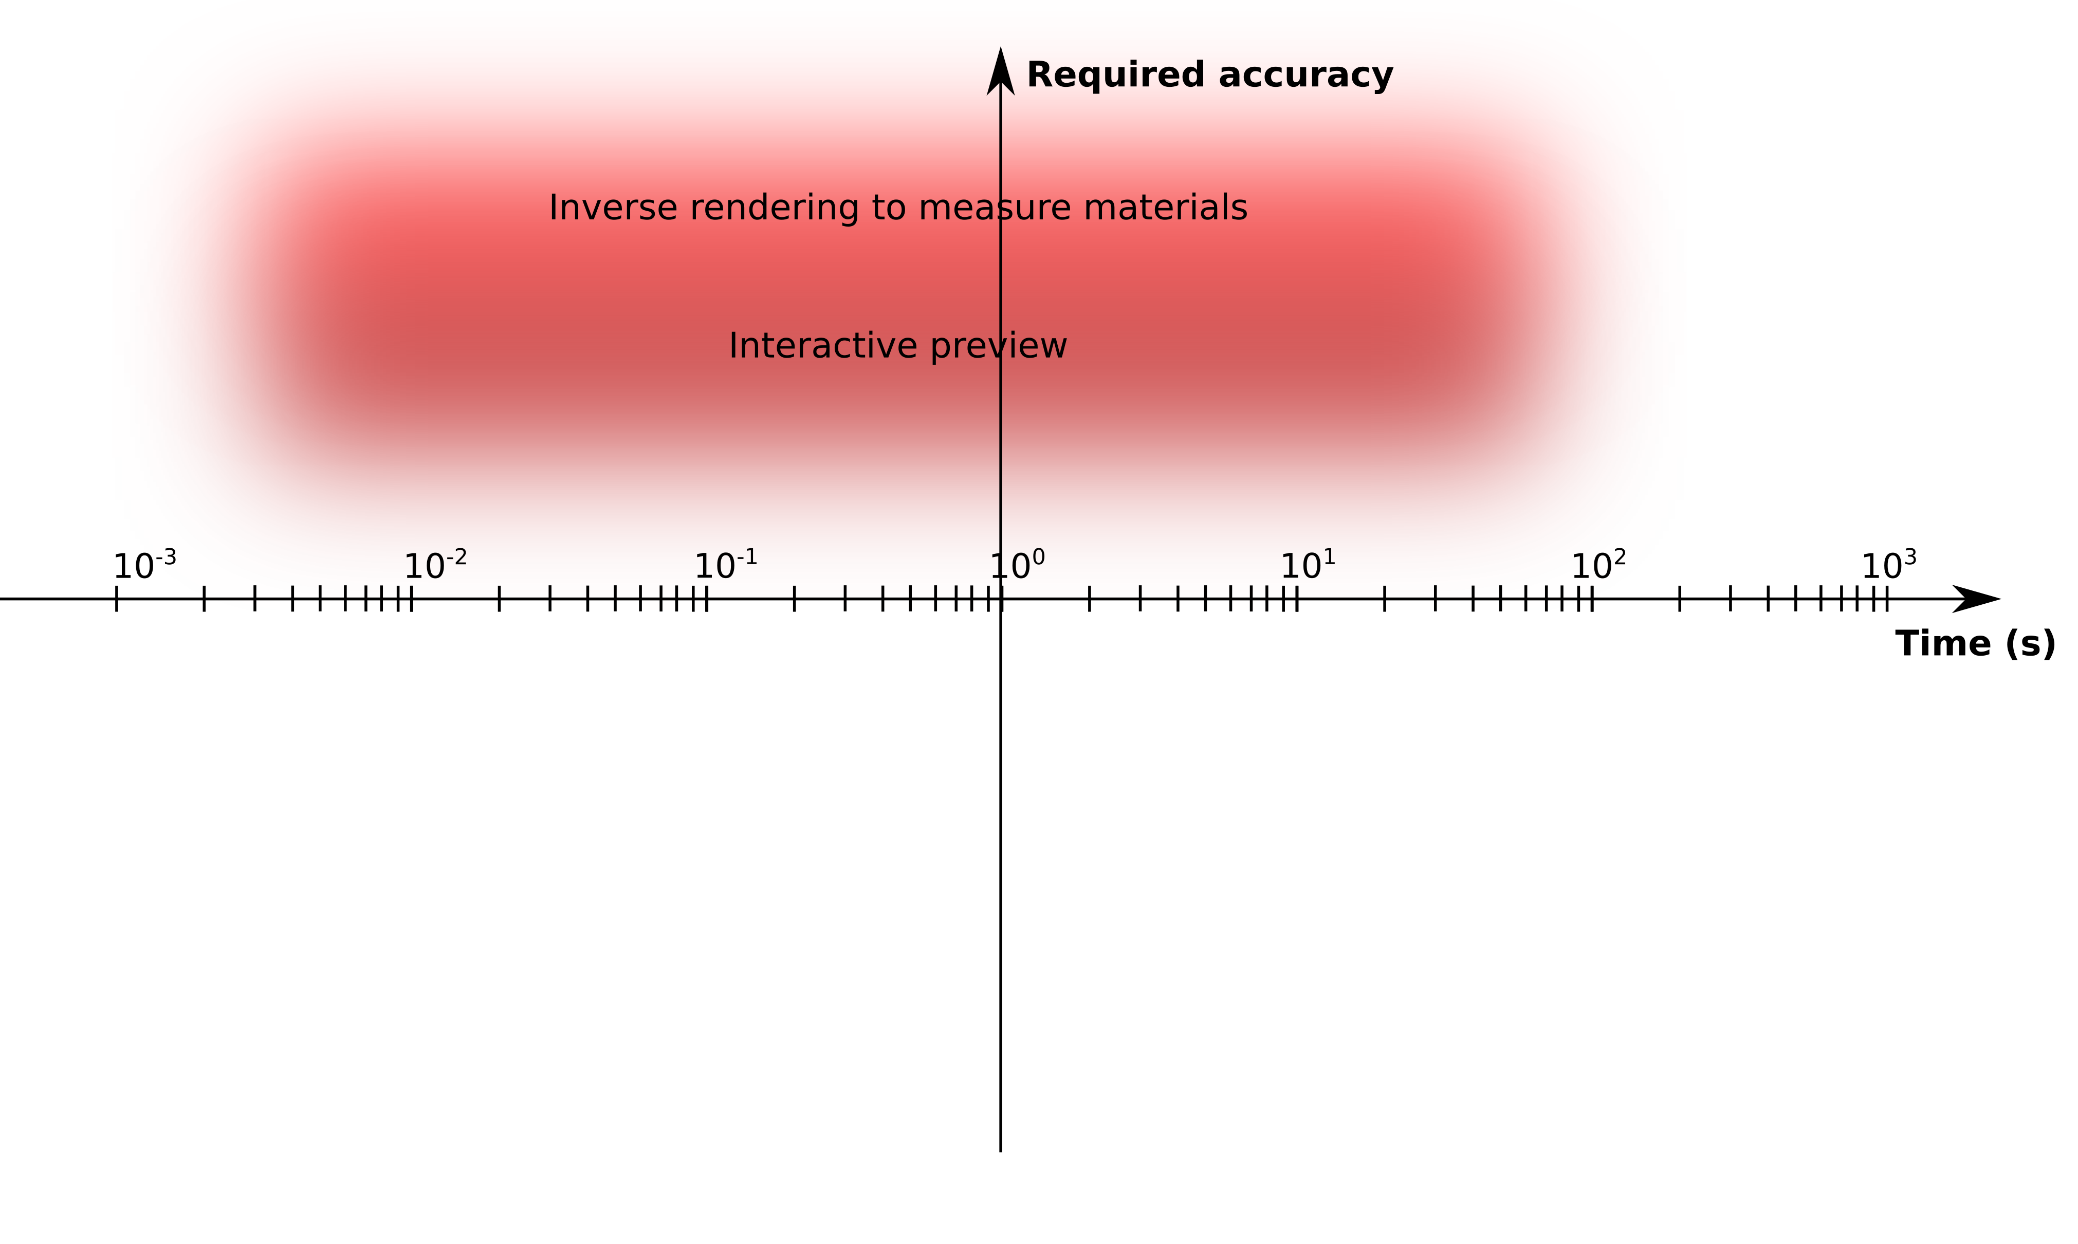 Required accuracy
Inverse rendering to measure materials
Interactive preview
10⁻³ 10⁻² 10⁻¹ 10⁰ 10¹ 10² 10³
Time (s)